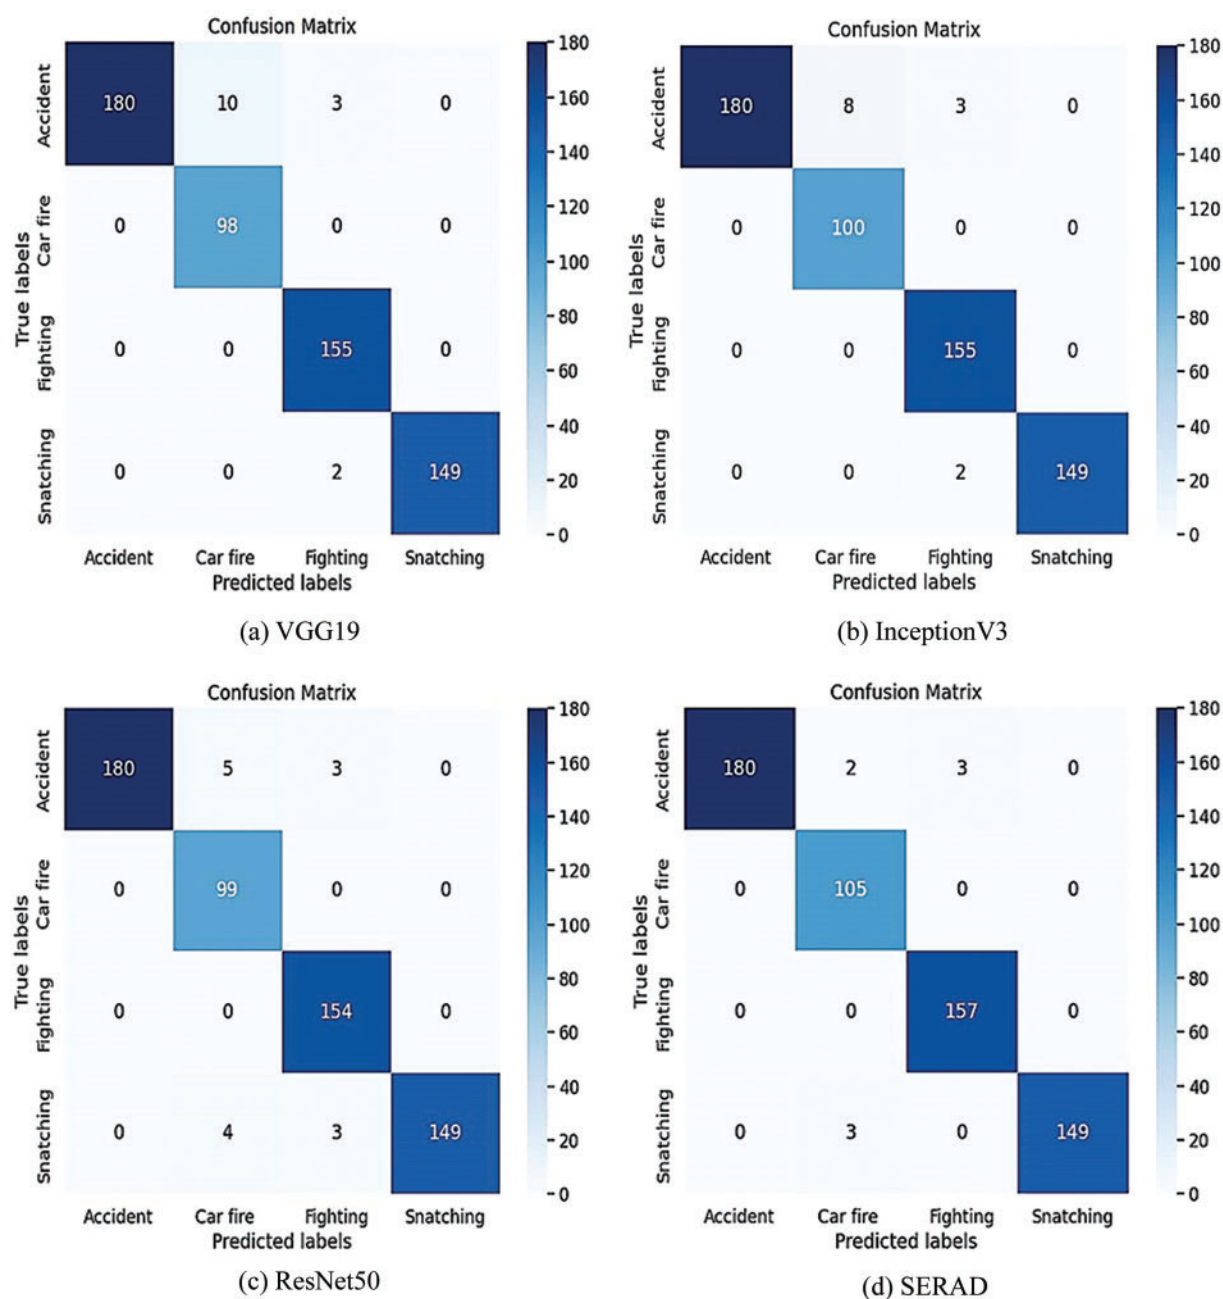 Confusion Matrix
Accident 180 10 3 0
Car fire 0 98 0 0
Fighting 0 0 155 0
Snatching 0 0 2 149
True labels
Accident Car fire Fighting Snatching
Predicted labels
180
160
140
120
100
80
60
40
20
0
(a) VGG19
Confusion Matrix
Accident 180 8 3 0
Car fire 0 100 0 0
Fighting 0 0 155 0
Snatching 0 0 2 149
True labels
Accident Car fire Fighting Snatching
Predicted labels
180
160
140
120
100
80
60
40
20
0
(b) InceptionV3
Confusion Matrix
Accident 180 5 3 0
Car fire 0 99 0 0
Fighting 0 0 154 0
Snatching 0 4 3 149
True labels
Accident Car fire Fighting Snatching
Predicted labels
180
160
140
120
100
80
60
40
20
0
(c) ResNet50
Confusion Matrix
Accident 180 2 3 0
Car fire 0 105 0 0
Fighting 0 0 157 0
Snatching 0 3 0 149
True labels
Accident Car fire Fighting Snatching
Predicted labels
180
160
140
120
100
80
60
40
20
0
(d) SERAD